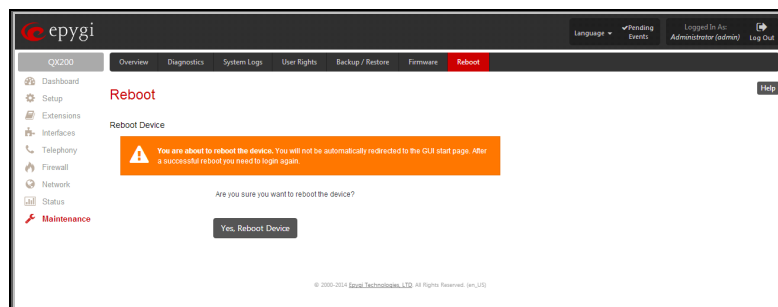 epygi
Language
✔Pending Events
Logged In As:
Administrator (admin)
Log Out
QX200
Overview
Diagnostics
System Logs
User Rights
Backup / Restore
Firmware
Reboot
Dashboard
Setup
Extensions
Interfaces
Telephony
Firewall
Network
Status
Maintenance
Reboot
Help
Reboot Device
You are about to reboot the device. You will not be automatically redirected to the GUI start page. After
a successful reboot you need to login again.
Are you sure you want to reboot the device?
Yes, Reboot Device
© 2000-2014 Epygi Technologies, LTD. All Rights Reserved. (en_US)